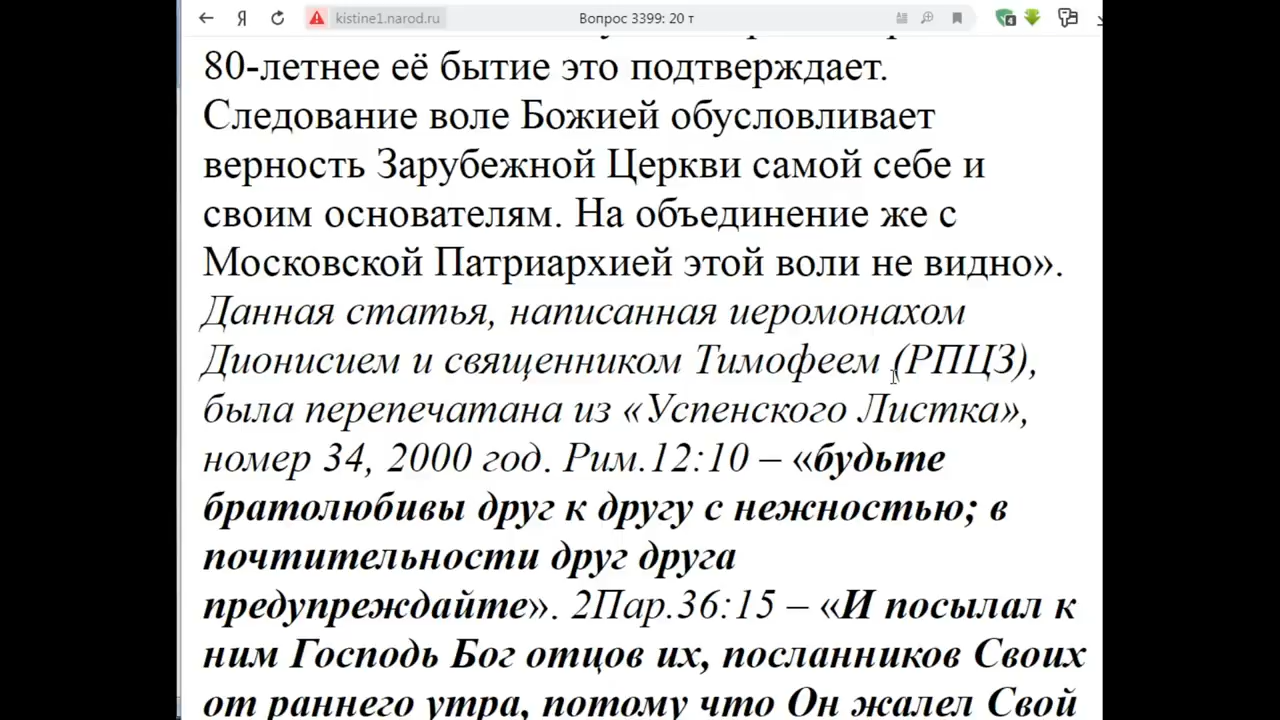 kistine1.narod.ru
Вопрос 3399: 20 т
80-летнее её бытие это подтверждает.
Следование воле Божией обусловливает
верность Зарубежной Церкви самой себе и
своим основателям. На объединение же с
Московской Патриархией этой воли не видно».
Данная статья, написанная иеромонахом
Дионисием и священником Тимофеем (РПЦЗ),
была перепечатана из «Успенского Листка»,
номер 34, 2000 год. Рим.12:10 – «будьте
братолюбивы друг к другу с нежностью; в
почтительности друг друга
предупреждайте». 2Пар.36:15 – «И посылал к
ним Господь Бог отцов их, посланников Своих
от раннего утра, потому что Он жалел Свой